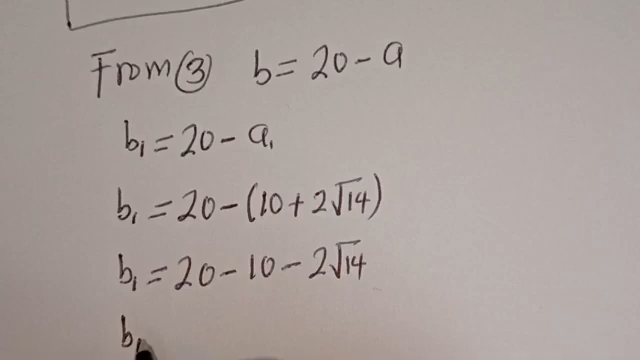 From ③ b = 20 - a
b₁ = 20 - a₁
b₁ = 20 - (10 + 2√14)
b₁ = 20 - 10 - 2√14
b₁